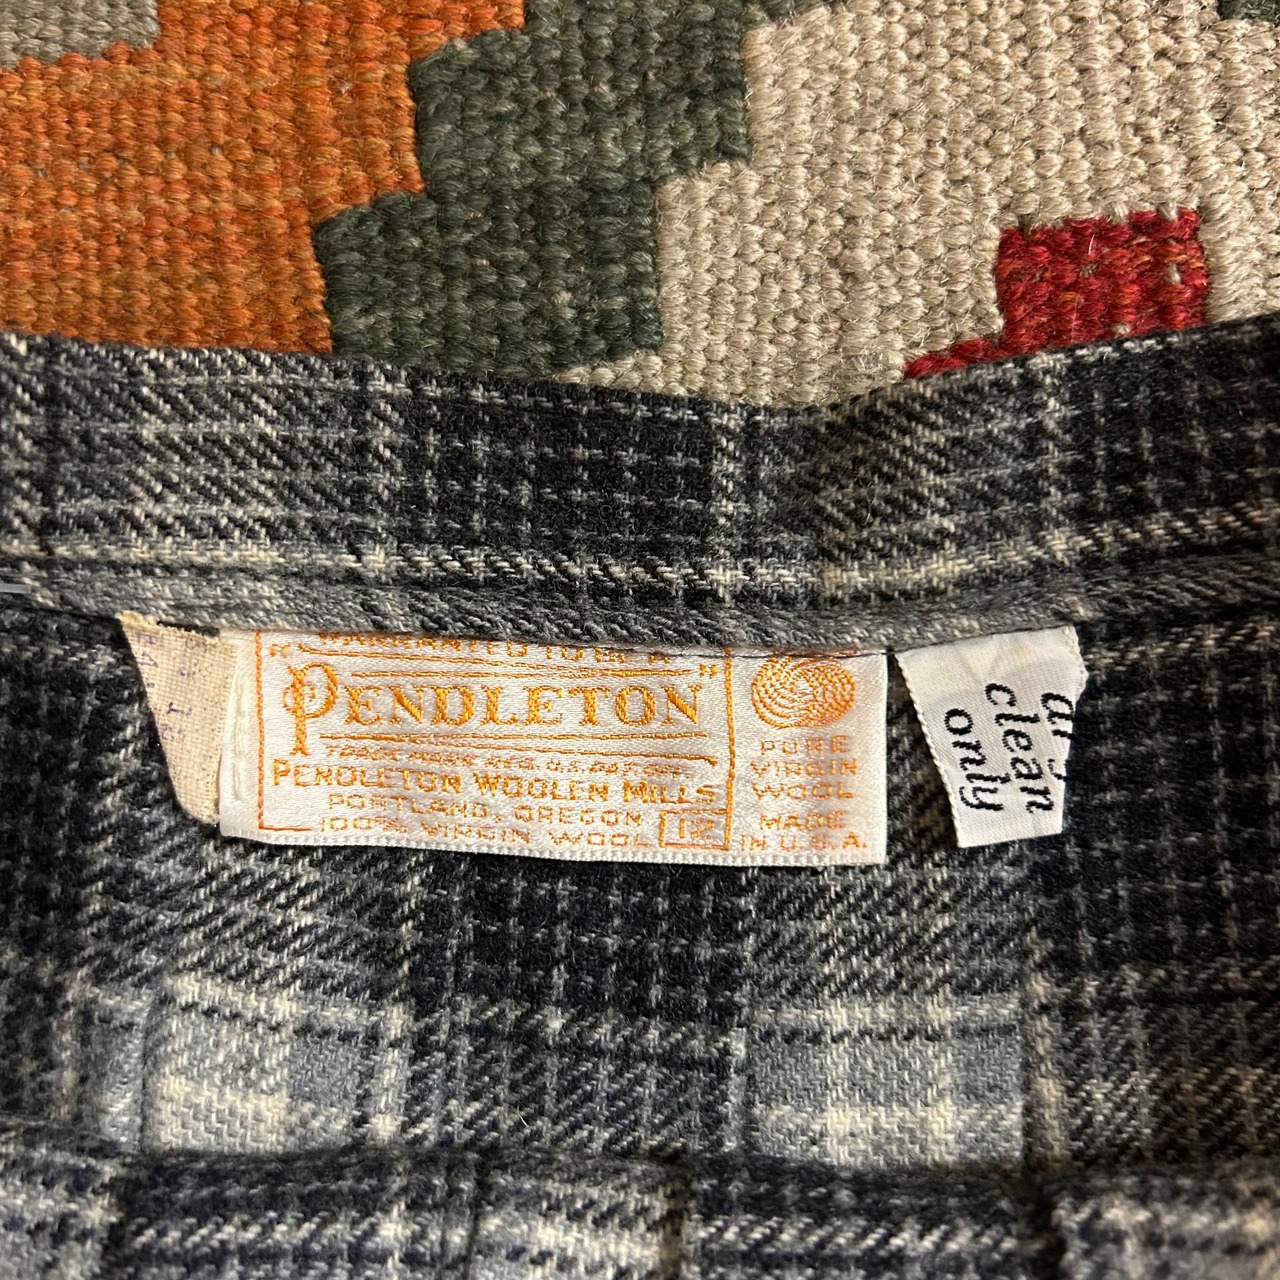 WARRANTED TO BE A
"PENDLETON"
TRADE MARK REG. U.S. PAT. OFF.
PENDLETON WOOLEN MILLS
PORTLAND, OREGON
100% VIRGIN WOOL
12
PURE
VIRGIN
WOOL
MADE
IN U.S.A.
dry
clean
only